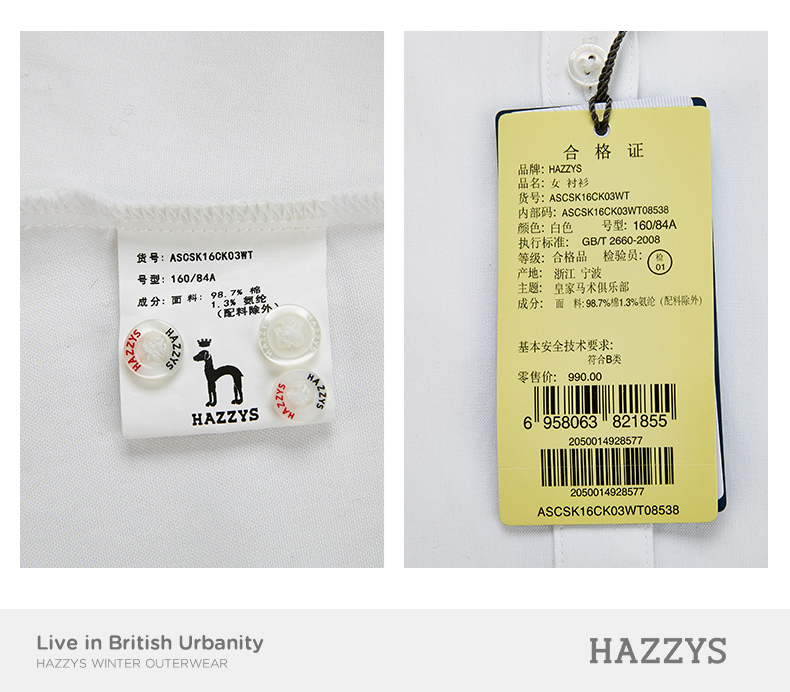 货号: ASCSK16CK03WT
号型: 160/84A
成分: 面 料: 98.7% 棉
1.3% 氨纶
(配料除外)
HAZZYS HAZZYS
HAZZYS HAZZYS
HAZZYS HAZZYS
HAZZYS
合 格 证
品牌: HAZZYS
品名: 女 衬衫
货号: ASCSK16CK03WT
内部码: ASCSK16CK03WT08538
颜色: 白色 号型: 160/84A
执行标准: GB/T 2660-2008
等级: 合格品 检验员: 检 01
产地: 浙江 宁波
主题: 皇家马术俱乐部
成分: 面 料: 98.7%棉1.3%氨纶 (配料除外)
基本安全技术要求:
符合B类
零售价: 990.00
6 958063 821855
2050014928577
2050014928577
ASCSK16CK03WT08538
Live in British Urbanity
HAZZYS WINTER OUTERWEAR
HAZZYS